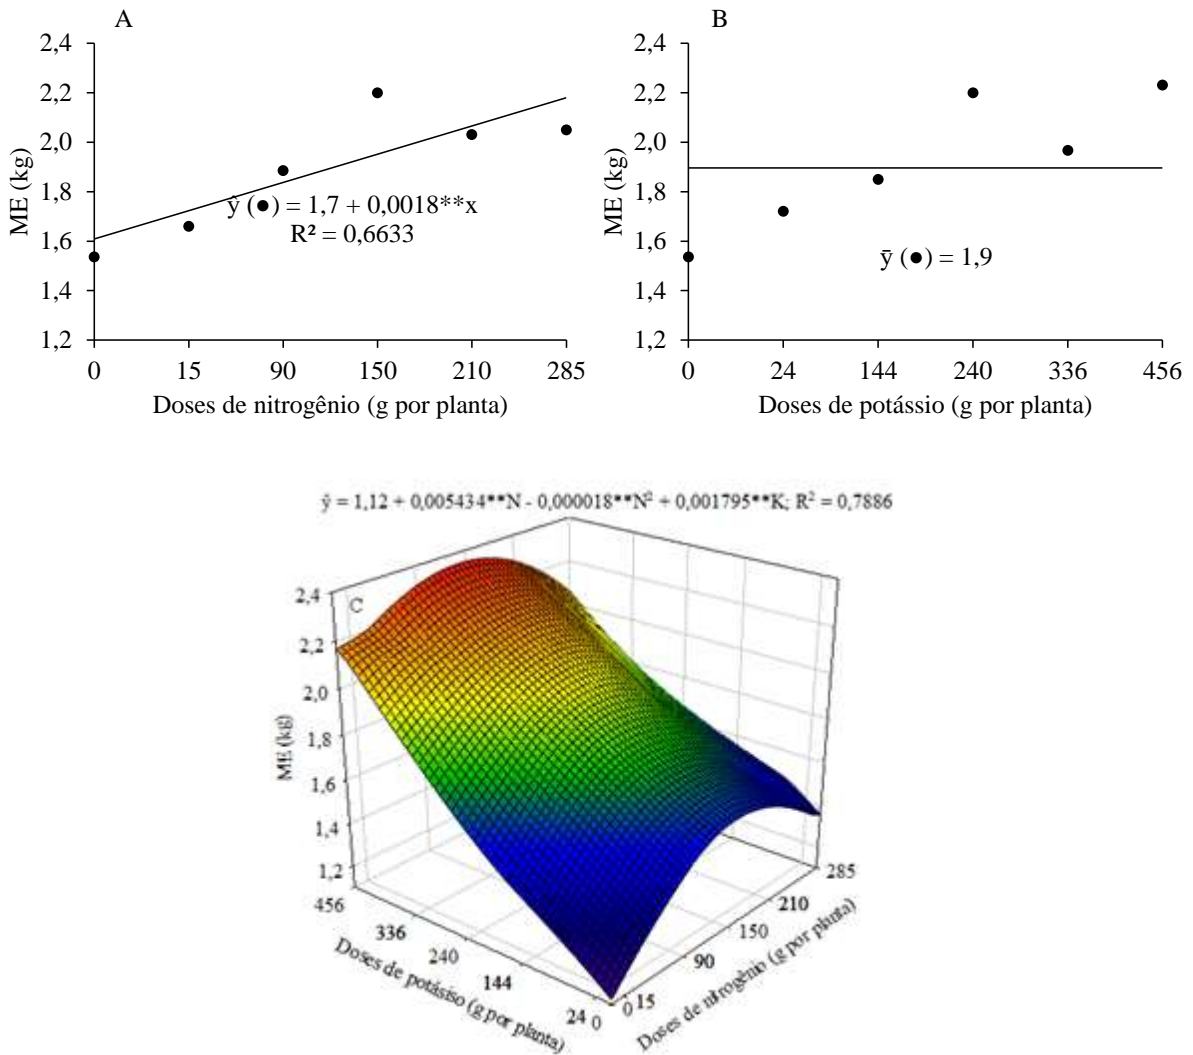 A
2,4
2,2
2,0
1,8
1,6
1,4
1,2
ME (kg)
ŷ (●) = 1,7 + 0,0018**x
R² = 0,6633
0 15 90 150 210 285
Doses de nitrogênio (g por planta)
B
2,4
2,2
2,0
1,8
1,6
1,4
1,2
ME (kg)
ȳ (●) = 1,9
0 24 144 240 336 456
Doses de potássio (g por planta)
ŷ = 1,12 + 0,005434**N - 0,000018**N² + 0,001795**K; R² = 0,7886
C
2,4
2,2
2,0
1,8
1,6
1,4
1,2
ME (kg)
456 336 240 144 24 0
Doses de potásiso (g por planta)
0 15 90 150 210 285
Doses de nitrogênio (g por planta)